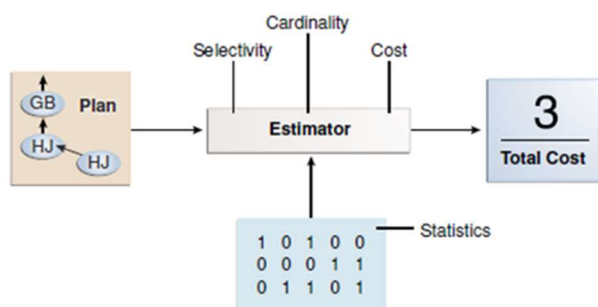 Cardinality
Selectivity
Cost
GB
Plan
HJ
HJ
Estimator
3
Total Cost
Statistics
1 0 1 0 0
0 0 0 1 1
0 1 1 0 1